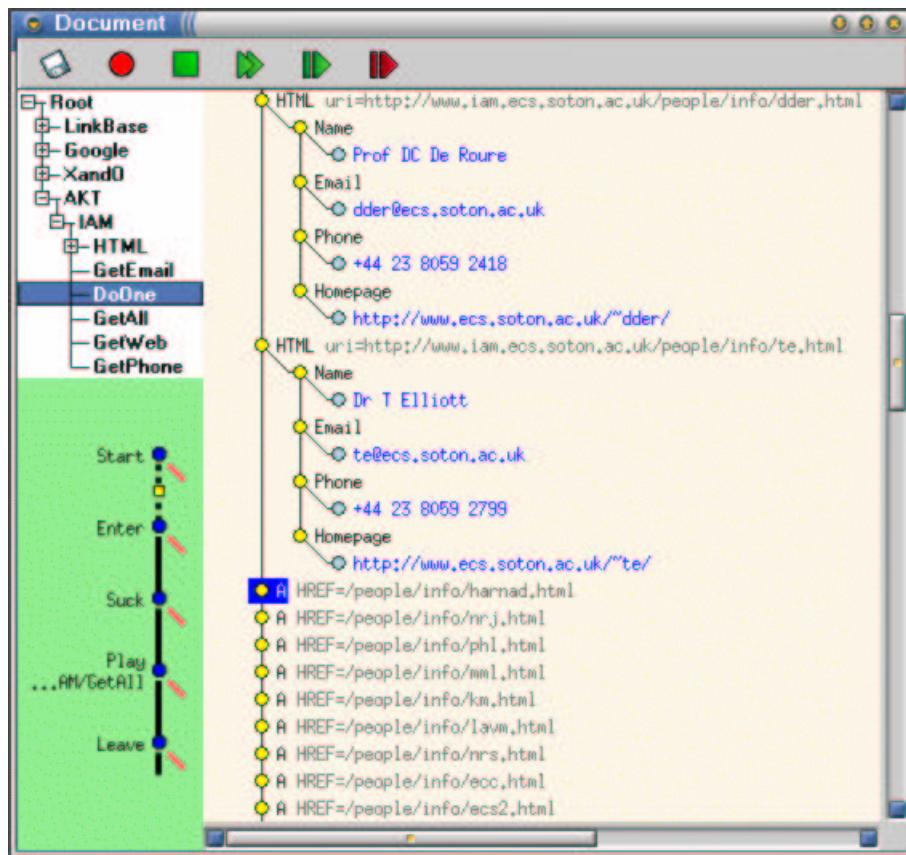 Document
Root
LinkBase
Google
XandO
AKT
IAM
HTML
GetEmail
DoOne
GetAll
GetWeb
GetPhone
Start
Enter
Suck
Play
...AM/GetAll
Leave
HTML uri=http://www.iam.ecs.soton.ac.uk/people/info/dder.html
Name
Prof DC De Roure
Email
dder@ecs.soton.ac.uk
Phone
+44 23 8059 2418
Homepage
http://www.ecs.soton.ac.uk/~dder/
HTML uri=http://www.iam.ecs.soton.ac.uk/people/info/te.html
Name
Dr T Elliott
Email
te@ecs.soton.ac.uk
Phone
+44 23 8059 2799
Homepage
http://www.ecs.soton.ac.uk/~te/
A HREF=/people/info/harnad.html
A HREF=/people/info/nrj.html
A HREF=/people/info/phl.html
A HREF=/people/info/mml.html
A HREF=/people/info/km.html
A HREF=/people/info/lavm.html
A HREF=/people/info/nrs.html
A HREF=/people/info/ecc.html
A HREF=/people/info/ecs2.html